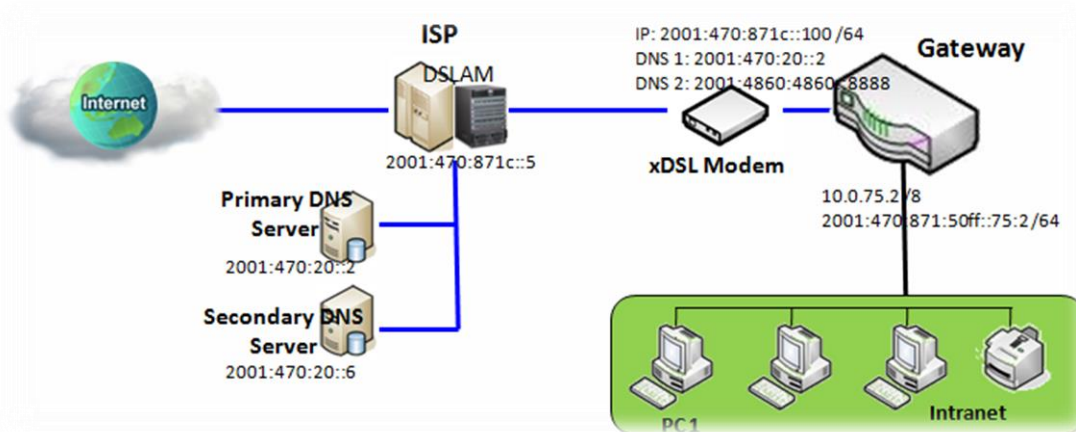 Internet
ISP
DSLAM
2001:470:871c::5
Primary DNS
Server
2001:470:20::2
Secondary DNS
Server
2001:470:20::6
IP: 2001:470:871c::100 /64
DNS 1: 2001:470:20::2
DNS 2: 2001:4860:4860::8888
xDSL Modem
Gateway
10.0.75.2/8
2001:470:871:50ff::75:2/64
PC1
Intranet